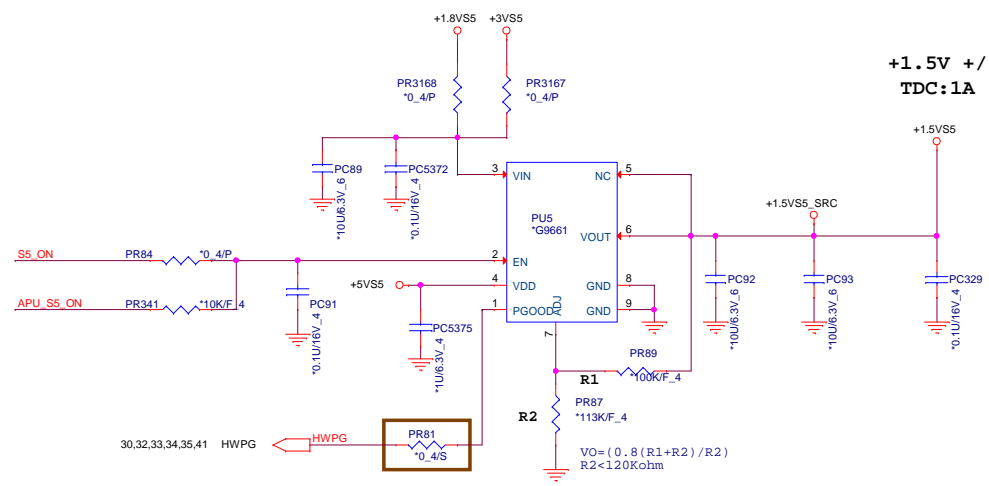 +1.8VS5
+3VS5
+1.5V +/
TDC:1A
PR3168
*0_4/P
PR3167
*0_4/P
+1.5VS5
PC89
*10U/6.3V_6
PC5372
*0.1U/16V_4
3
VIN
NC
5
PU5
*G9661
+1.5VS5_SRC
VOUT
6
S5_ON
PR84
*0_4/P
2
EN
PC92
*10U/6.3V_6
PC93
*10U/6.3V_6
PC329
*0.1U/16V_4
+5VS5
4
VDD
GND
8
APU_S5_ON
PR341
*10K/F_4
PC91
*0.1U/16V_4
1
PGOOD
ADJ
GND
9
PC5375
*1U/6.3V_4
7
PR89
R1
*100K/F_4
R2
PR87
*113K/F_4
30,32,33,34,35,41
HWPG
HWPG
PR81
*0_4/S
VO=(0.8(R1+R2)/R2)
R2<120Kohm